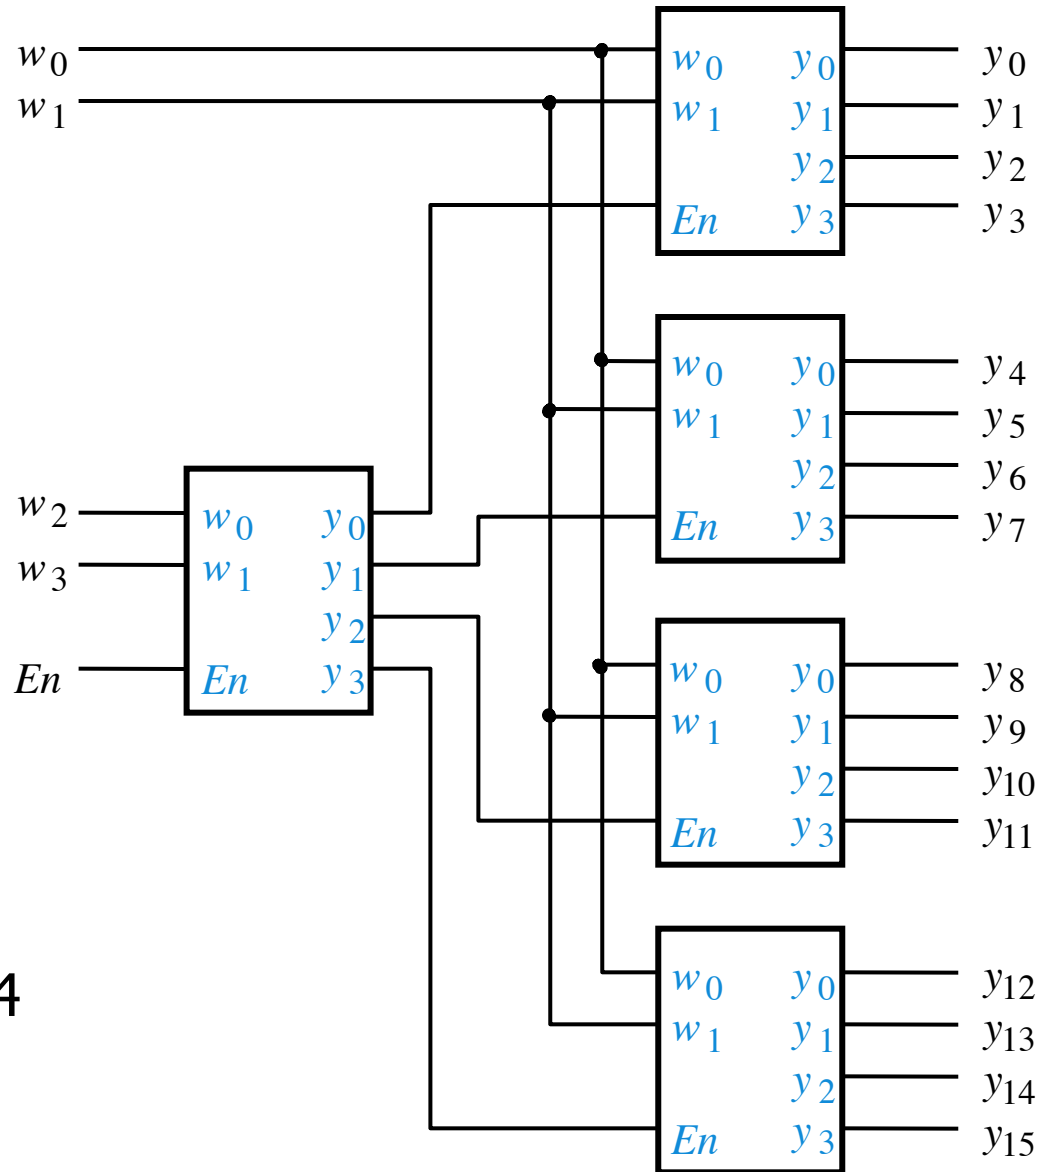 w0 w0 y0 y0
w1 w1 y1 y1
y2 y2
En y3 y3
w0 y0 y4
w1 y1 y5
y2 y6
En y3 y7
w2 w0 y0
w3 w1 y1
y2
En En y3
w0 y0 y8
w1 y1 y9
y2 y10
En y3 y11
w0 y0 y12
4
w1 y1 y13
y2 y14
En y3 y15